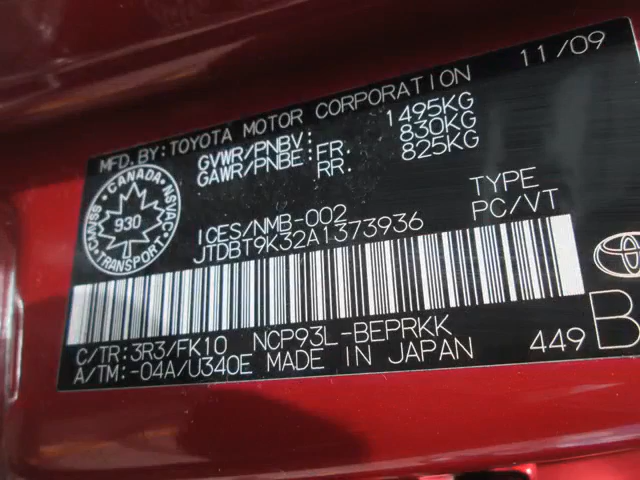 11/09
MFD. BY: TOYOTA MOTOR CORPORATION
GVWR/PNBV: 1495KG
GAWR/PNBE: FR. 830KG
RR. 825KG
CANADA
930
TRANSPORT
TYPE
ICES/NMB-002 PC/VT
JTDBT9K32A1373936
C/TR: 3R3/FK10 NCP93L-BEPRKK
A/TM: -04A/U340E MADE IN JAPAN 449 B